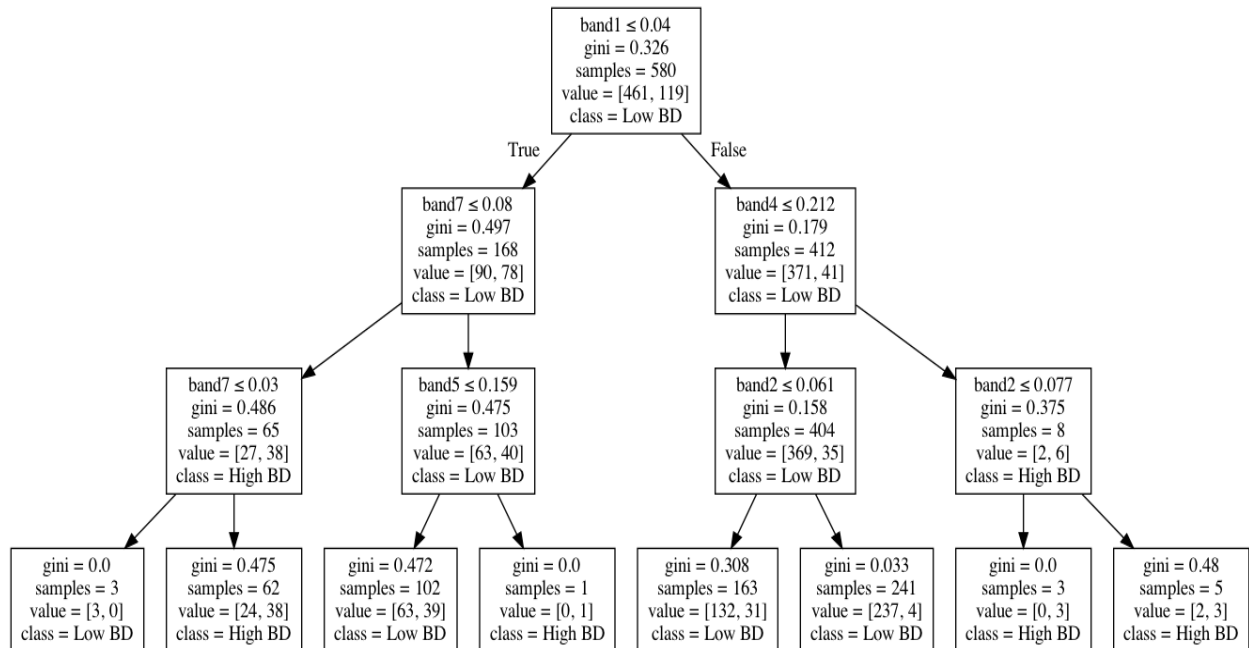 band1 ≤ 0.04
gini = 0.326
samples = 580
value = [461, 119]
class = Low BD
True
False
band7 ≤ 0.08
gini = 0.497
samples = 168
value = [90, 78]
class = Low BD
band4 ≤ 0.212
gini = 0.179
samples = 412
value = [371, 41]
class = Low BD
band7 ≤ 0.03
gini = 0.486
samples = 65
value = [27, 38]
class = High BD
band5 ≤ 0.159
gini = 0.475
samples = 103
value = [63, 40]
class = Low BD
band2 ≤ 0.061
gini = 0.158
samples = 404
value = [369, 35]
class = Low BD
band2 ≤ 0.077
gini = 0.375
samples = 8
value = [2, 6]
class = High BD
gini = 0.0
samples = 3
value = [3, 0]
class = Low BD
gini = 0.475
samples = 62
value = [24, 38]
class = High BD
gini = 0.472
samples = 102
value = [63, 39]
class = Low BD
gini = 0.0
samples = 1
value = [0, 1]
class = High BD
gini = 0.308
samples = 163
value = [132, 31]
class = Low BD
gini = 0.033
samples = 241
value = [237, 4]
class = Low BD
gini = 0.0
samples = 3
value = [0, 3]
class = High BD
gini = 0.48
samples = 5
value = [2, 3]
class = High BD